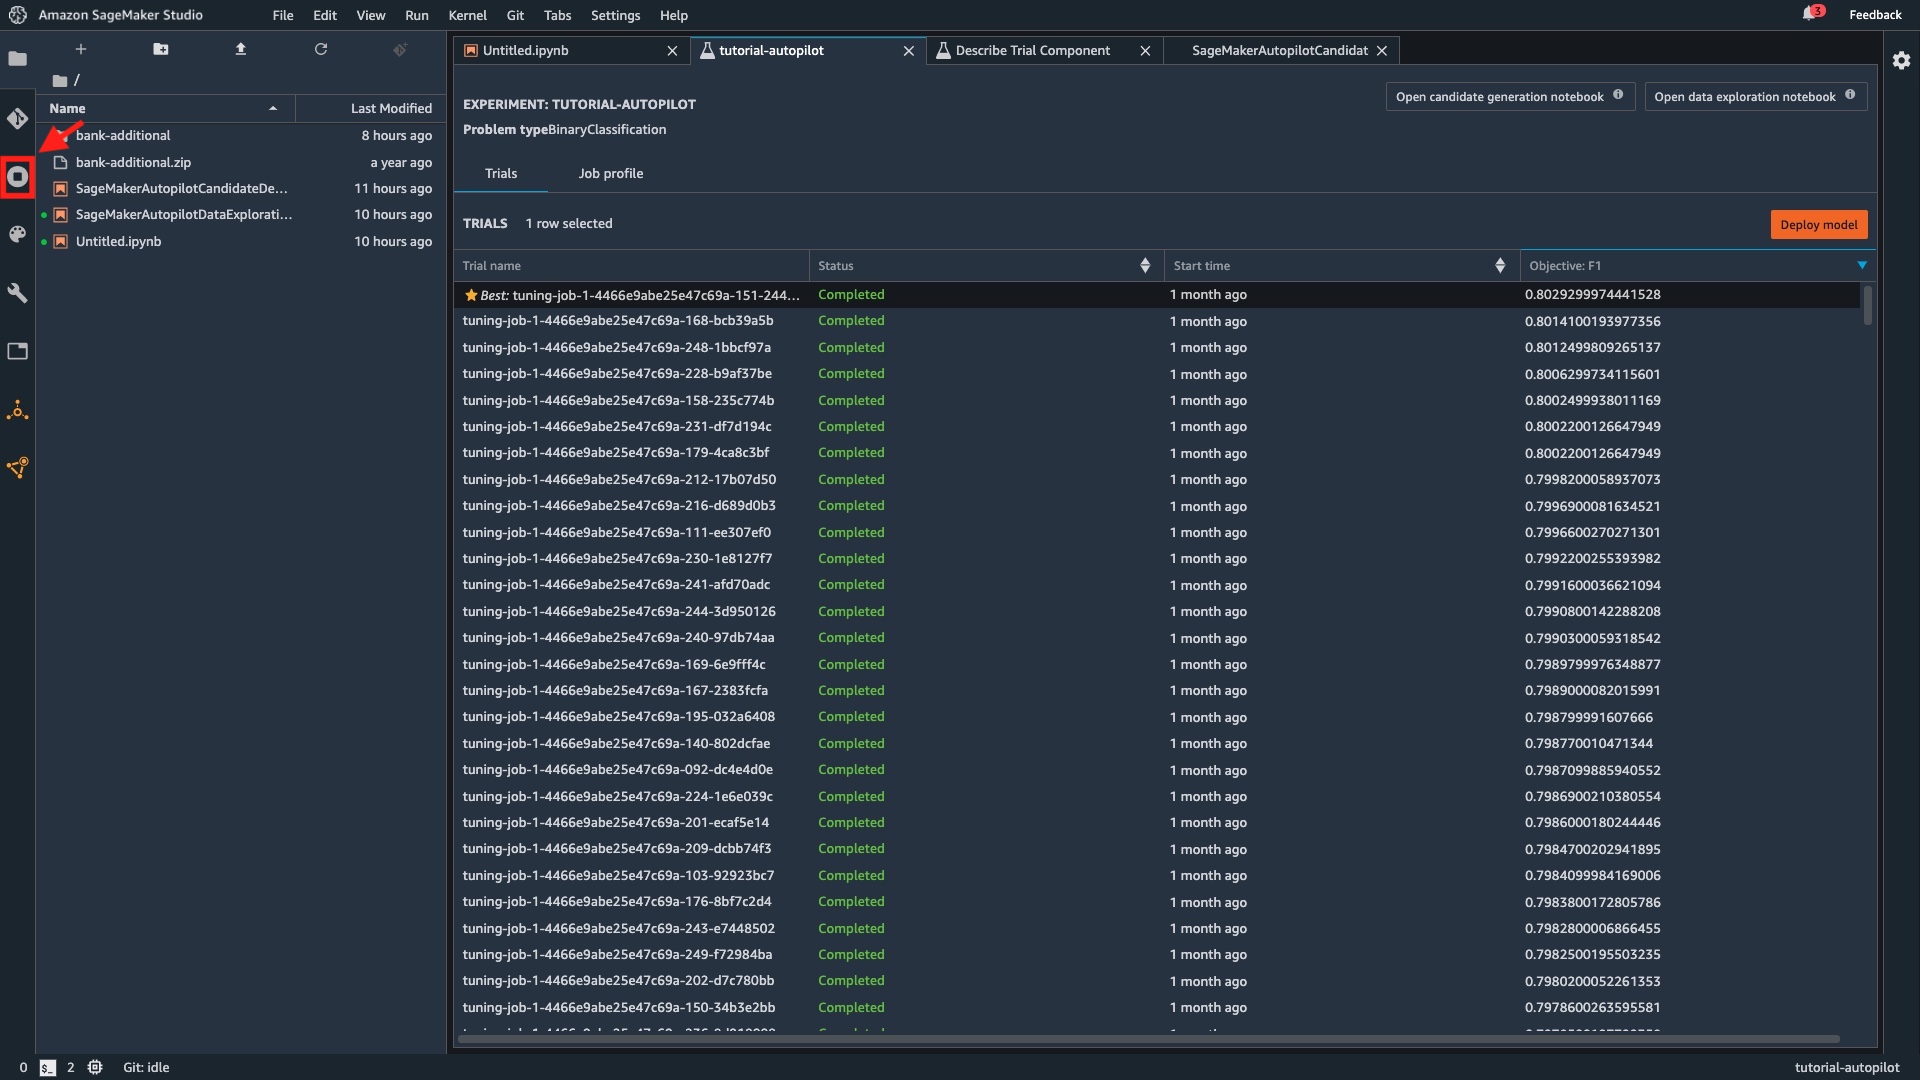 Amazon SageMaker Studio File Edit View Run Kernel Git Tabs Settings Help 3 Feedback
Untitled.ipynb tutorial-autopilot Describe Trial Component SageMakerAutopilotCandidat
/
Name Last Modified
bank-additional 8 hours ago
bank-additional.zip a year ago
SageMakerAutopilotCandidateDe... 11 hours ago
SageMakerAutopilotDataExplorati... 10 hours ago
Untitled.ipynb 10 hours ago
EXPERIMENT: TUTORIAL-AUTOPILOT
Open candidate generation notebook Open data exploration notebook
Problem typeBinaryClassification
Trials Job profile
TRIALS 1 row selected Deploy model
Trial name Status Start time Objective: F1
Best: tuning-job-1-4466e9abe25e47c69a-151-244... Completed 1 month ago 0.8029299974441528
tuning-job-1-4466e9abe25e47c69a-168-bcb39a5b Completed 1 month ago 0.8014100193977356
tuning-job-1-4466e9abe25e47c69a-248-1bbcf97a Completed 1 month ago 0.8012499809265137
tuning-job-1-4466e9abe25e47c69a-228-b9af37be Completed 1 month ago 0.8006299734115601
tuning-job-1-4466e9abe25e47c69a-158-235c774b Completed 1 month ago 0.8002499938011169
tuning-job-1-4466e9abe25e47c69a-231-df7d194c Completed 1 month ago 0.8002200126647949
tuning-job-1-4466e9abe25e47c69a-179-4ca8c3bf Completed 1 month ago 0.8002200126647949
tuning-job-1-4466e9abe25e47c69a-212-17b07d50 Completed 1 month ago 0.7998200058937073
tuning-job-1-4466e9abe25e47c69a-216-d689d0b3 Completed 1 month ago 0.7996900081634521
tuning-job-1-4466e9abe25e47c69a-111-ee307ef0 Completed 1 month ago 0.7996600270271301
tuning-job-1-4466e9abe25e47c69a-230-1e8127f7 Completed 1 month ago 0.7992200255393982
tuning-job-1-4466e9abe25e47c69a-241-afd70adc Completed 1 month ago 0.7991600036621094
tuning-job-1-4466e9abe25e47c69a-244-3d950126 Completed 1 month ago 0.7990800142288208
tuning-job-1-4466e9abe25e47c69a-240-97db74aa Completed 1 month ago 0.7990300059318542
tuning-job-1-4466e9abe25e47c69a-169-6e9fff4c Completed 1 month ago 0.7989799976348877
tuning-job-1-4466e9abe25e47c69a-167-2383fcfa Completed 1 month ago 0.7989000082015991
tuning-job-1-4466e9abe25e47c69a-195-032a6408 Completed 1 month ago 0.798799991607666
tuning-job-1-4466e9abe25e47c69a-140-802dcfae Completed 1 month ago 0.798770010471344
tuning-job-1-4466e9abe25e47c69a-092-dc4e4d0e Completed 1 month ago 0.7987099885940552
tuning-job-1-4466e9abe25e47c69a-224-1e6e039c Completed 1 month ago 0.7986900210380554
tuning-job-1-4466e9abe25e47c69a-201-ecaf5e14 Completed 1 month ago 0.7986000180244446
tuning-job-1-4466e9abe25e47c69a-209-dcbb74f3 Completed 1 month ago 0.7984700202941895
tuning-job-1-4466e9abe25e47c69a-103-92923bc7 Completed 1 month ago 0.7984099984169006
tuning-job-1-4466e9abe25e47c69a-176-8bf7c2d4 Completed 1 month ago 0.7983800172805786
tuning-job-1-4466e9abe25e47c69a-243-e7448502 Completed 1 month ago 0.7982800006866455
tuning-job-1-4466e9abe25e47c69a-249-f72984ba Completed 1 month ago 0.7982500195503235
tuning-job-1-4466e9abe25e47c69a-202-d7c780bb Completed 1 month ago 0.7980200052261353
tuning-job-1-4466e9abe25e47c69a-150-34b3e2bb Completed 1 month ago 0.7978600263595581
0 $_ 2 Git: idle tutorial-autopilot